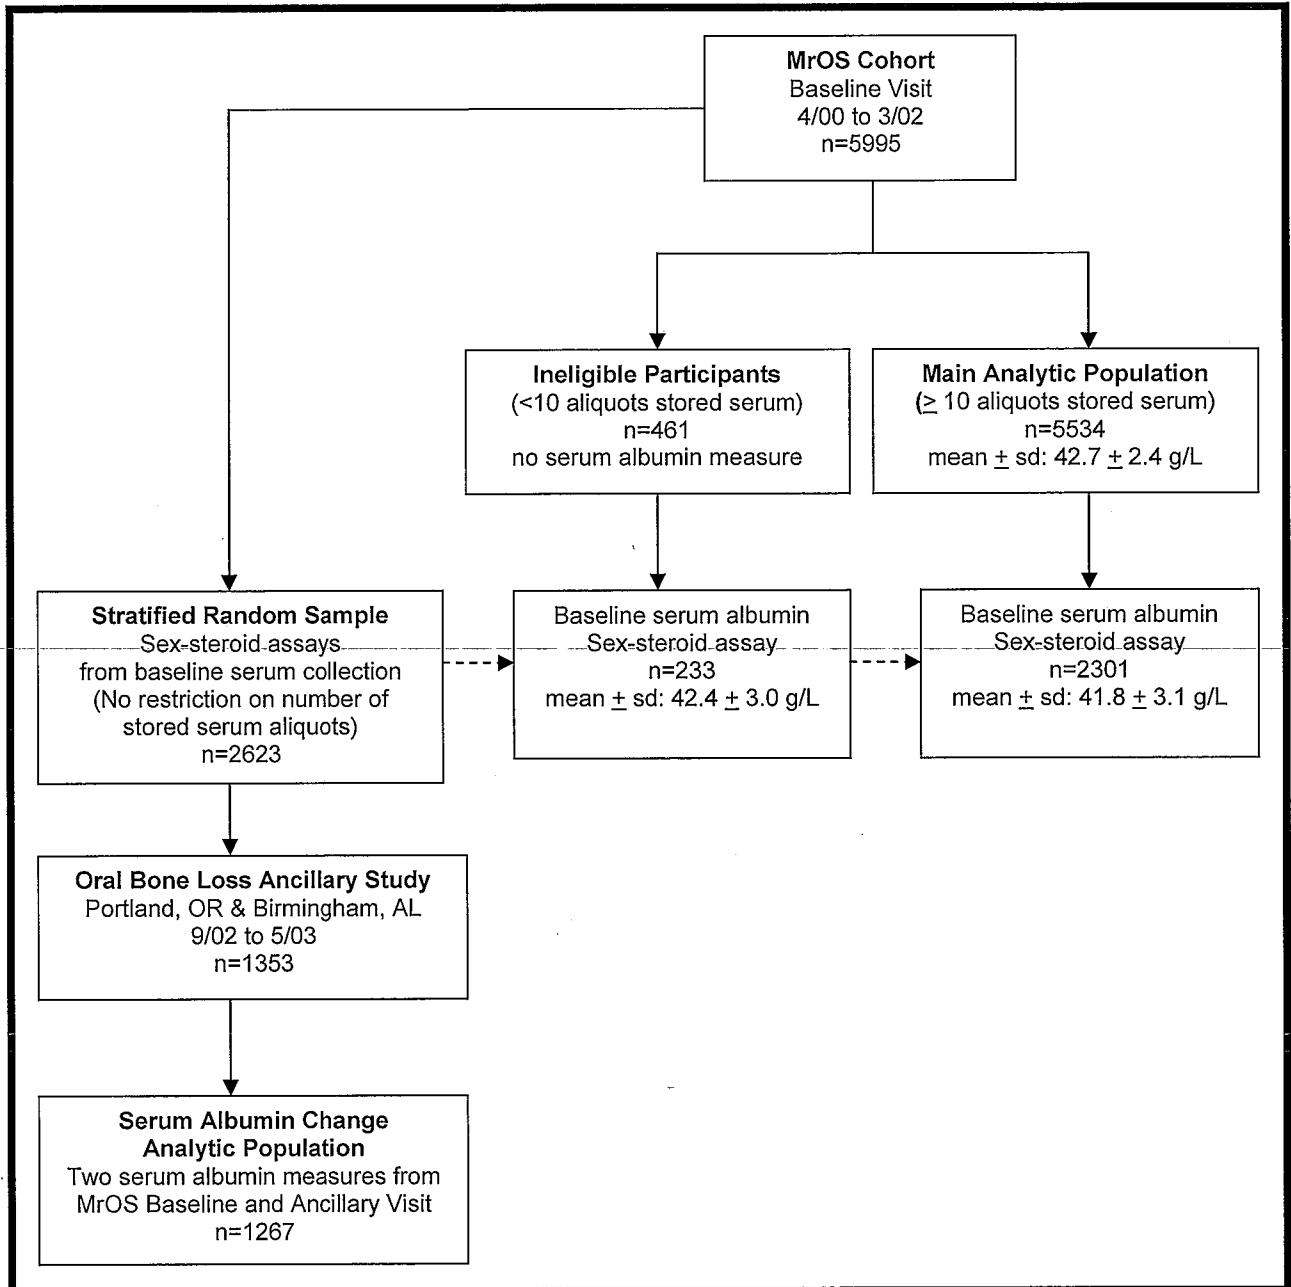 MrOS Cohort
Baseline Visit
4/00 to 3/02
n=5995
Ineligible Participants
(<10 aliquots stored serum)
n=461
no serum albumin measure
Main Analytic Population
(≥ 10 aliquots stored serum)
n=5534
mean ± sd: 42.7 ± 2.4 g/L
Stratified Random Sample
Sex-steroid assays
from baseline serum collection
(No restriction on number of
stored serum aliquots)
n=2623
Baseline serum albumin
Sex-steroid assay
n=233
mean ± sd: 42.4 ± 3.0 g/L
Baseline serum albumin
Sex-steroid assay
n=2301
mean ± sd: 41.8 ± 3.1 g/L
Oral Bone Loss Ancillary Study
Portland, OR & Birmingham, AL
9/02 to 5/03
n=1353
Serum Albumin Change
Analytic Population
Two serum albumin measures from
MrOS Baseline and Ancillary Visit
n=1267